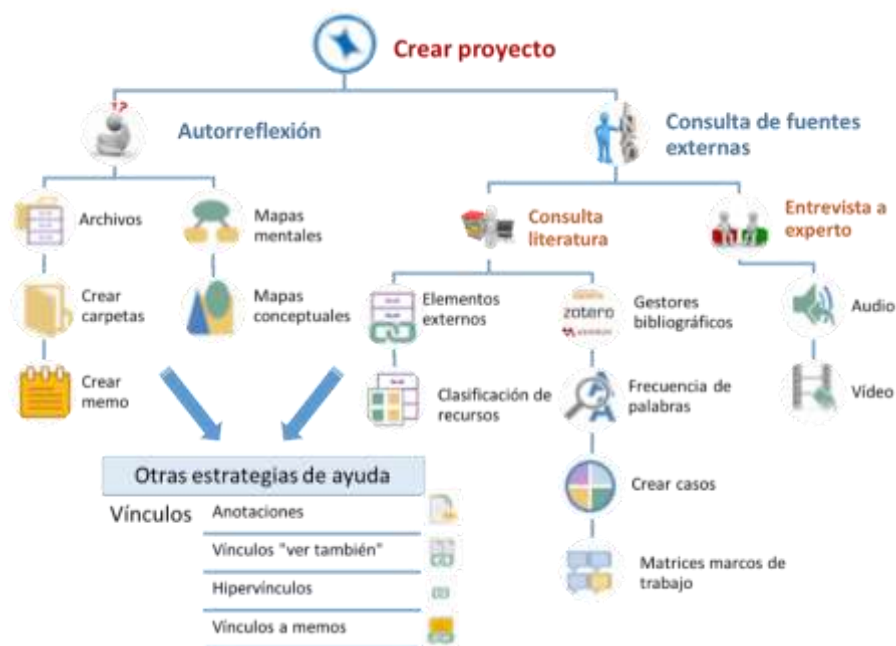 Crear proyecto
Autorreflexión
Consulta de fuentes
externas
Archivos
Mapas
mentales
Consulta
literatura
Entrevista a
experto
Crear
carpetas
Mapas
conceptuales
Elementos
externos
zotero
Gestores
bibliográficos
Audio
Crear
memo
Clasificación de
recursos
Frecuencia de
palabras
Vídeo
Otras estrategias de ayuda
Vínculos
Anotaciones
Vínculos "ver también"
Hipervínculos
Vínculos a memos
Crear casos
Matrices marcos de
trabajo